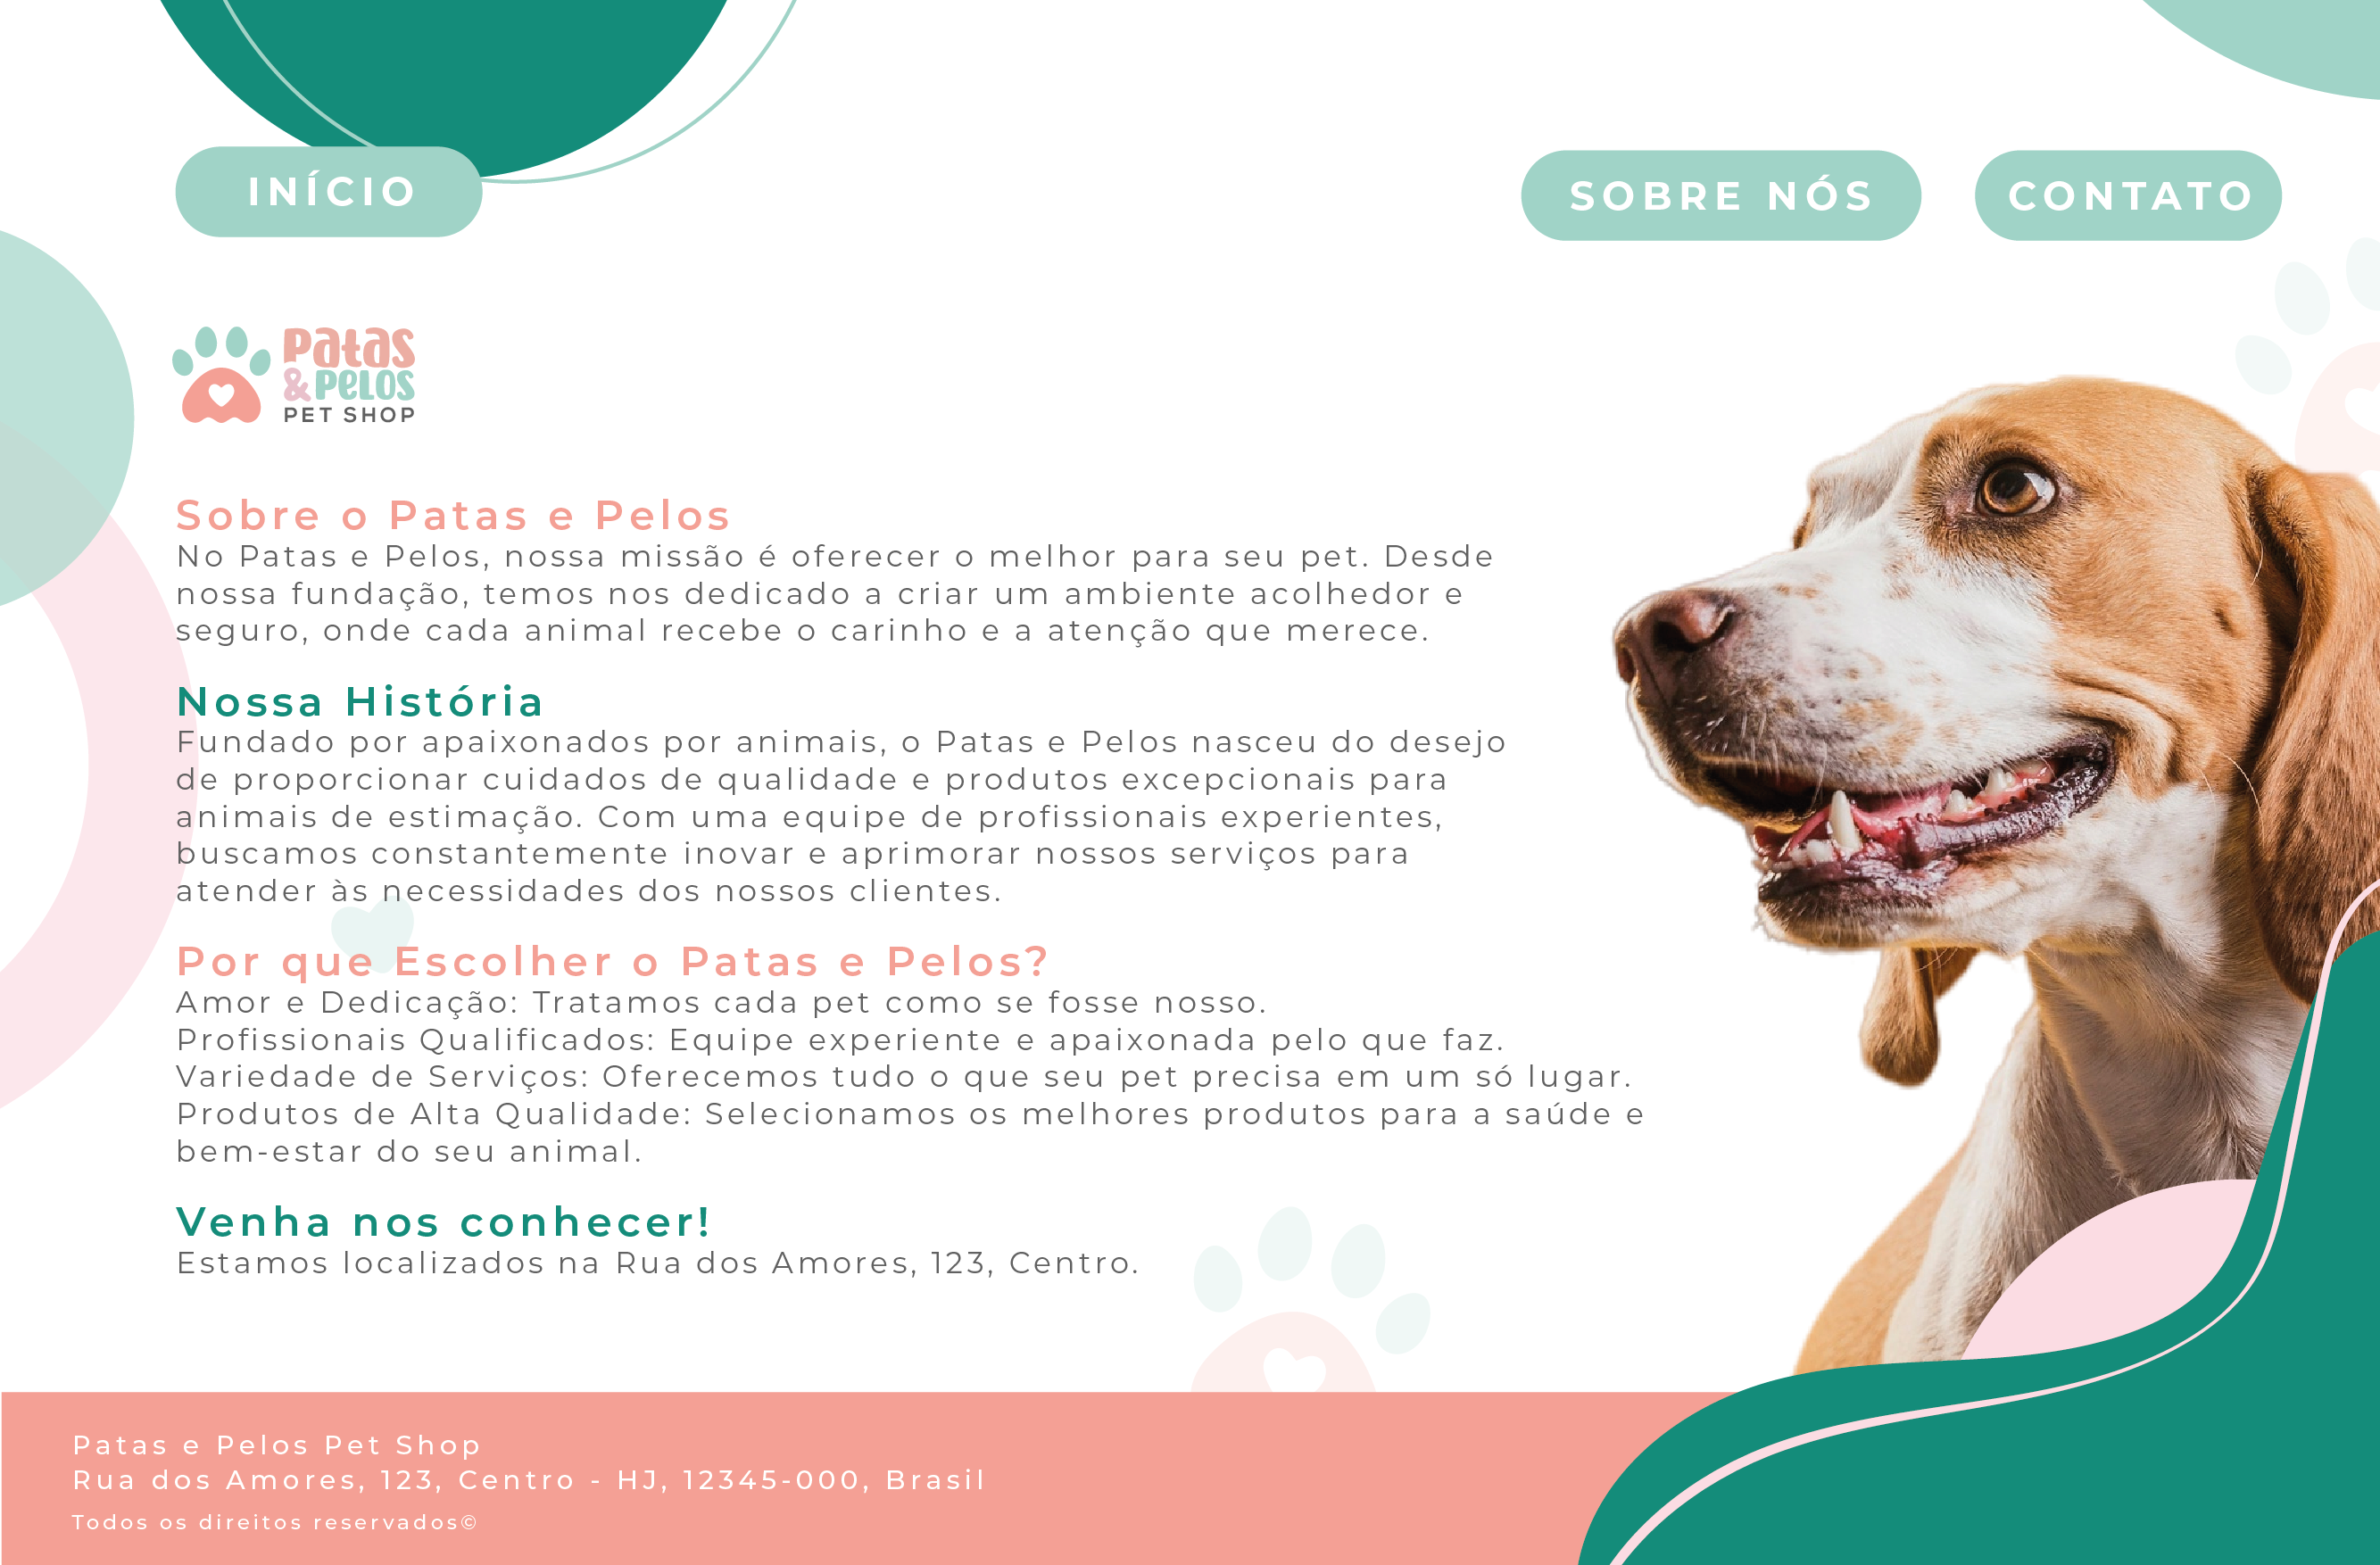 INÍCIO
SOBRE NÓS
CONTATO
Patas
& Pelos
PET SHOP
Sobre o Patas e Pelos
No Patas e Pelos, nossa missão é oferecer o melhor para seu pet. Desde
nossa fundação, temos nos dedicado a criar um ambiente acolhedor e
seguro, onde cada animal recebe o carinho e a atenção que merece.
Nossa História
Fundado por apaixonados por animais, o Patas e Pelos nasceu do desejo
de proporcionar cuidados de qualidade e produtos excepcionais para
animais de estimação. Com uma equipe de profissionais experientes,
buscamos constantemente inovar e aprimorar nossos serviços para
atender às necessidades dos nossos clientes.
Por que Escolher o Patas e Pelos?
Amor e Dedicação: Tratamos cada pet como se fosse nosso.
Profissionais Qualificados: Equipe experiente e apaixonada pelo que faz.
Variedade de Serviços: Oferecemos tudo o que seu pet precisa em um só lugar.
Produtos de Alta Qualidade: Selecionamos os melhores produtos para a saúde e
bem-estar do seu animal.
Venha nos conhecer!
Estamos localizados na Rua dos Amores, 123, Centro.
Patas e Pelos Pet Shop
Rua dos Amores, 123, Centro - HJ, 12345-000, Brasil
Todos os direitos reservados©